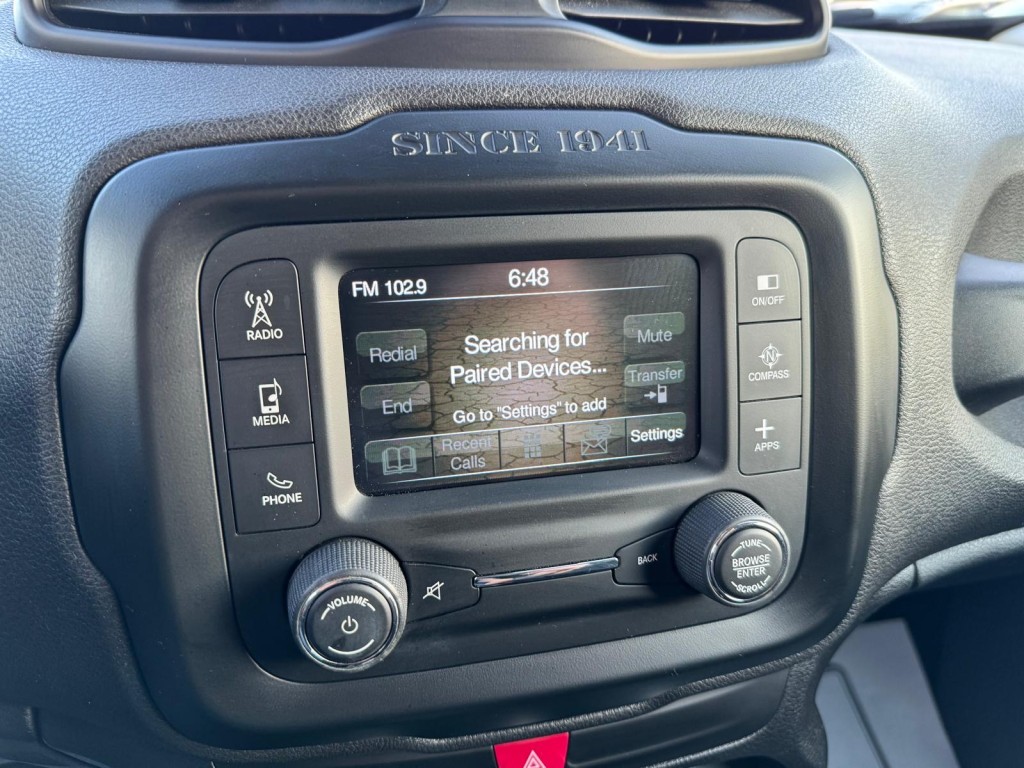 SINCE 1941
FM 102.9
6:48
RADIO
MEDIA
PHONE
Redial
End
Searching for
Paired Devices...
Go to "Settings" to add
Mute
Transfer
Recent
Calls
Settings
ON/OFF
N
COMPASS
APPS
VOLUME
BACK
TUNE
BROWSE
ENTER
SCROLL